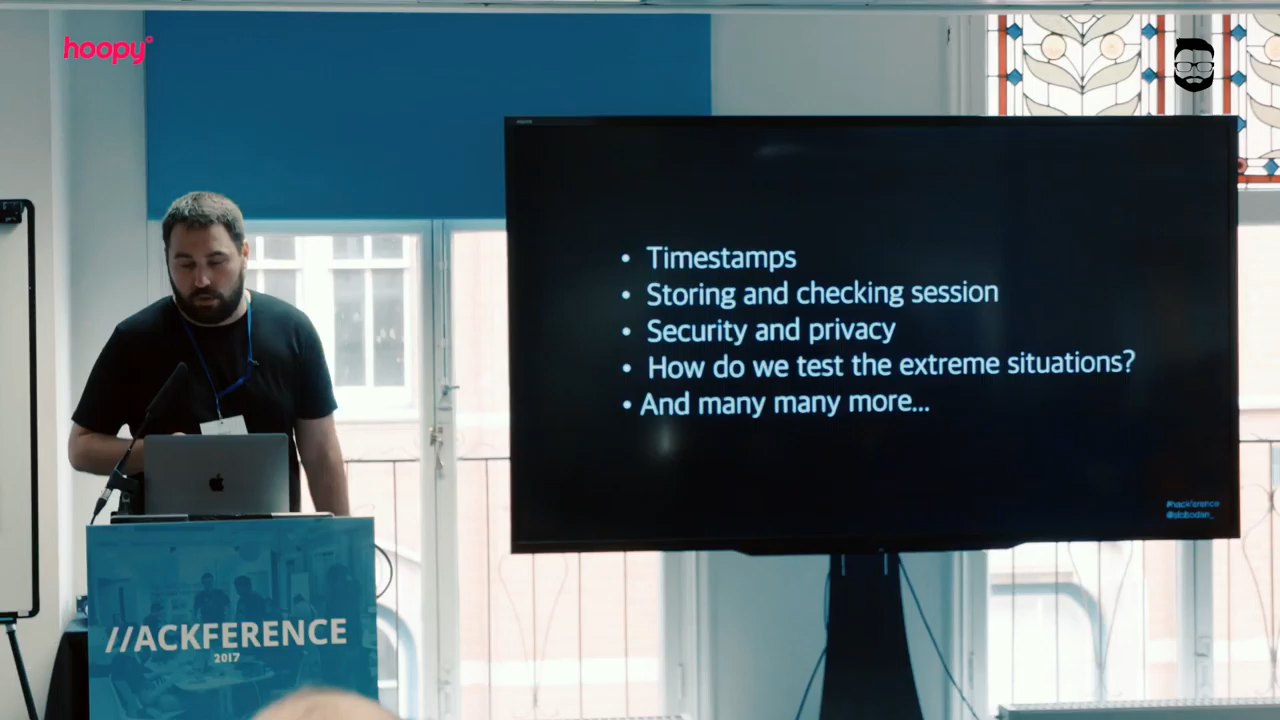 hoopy
• Timestamps
• Storing and checking session
• Security and privacy
• How do we test the extreme situations?
• And many many more...
#hackference
@slobodan_
//ACKFERENCE
2017